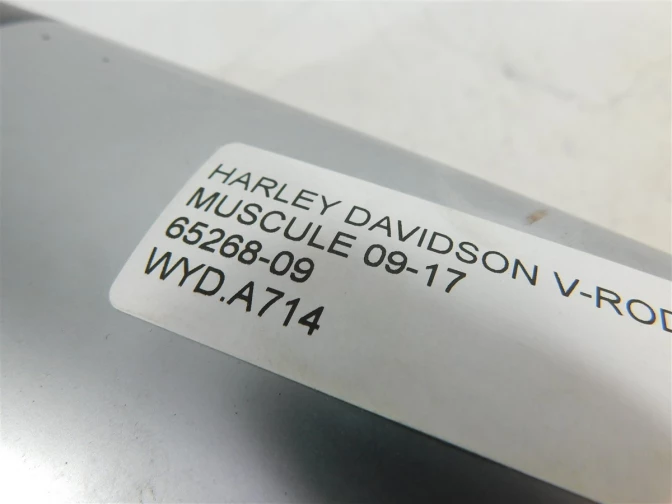 HARLEY DAVIDSON V-ROD
MUSCULE 09-17
65268-09
WYD.A714